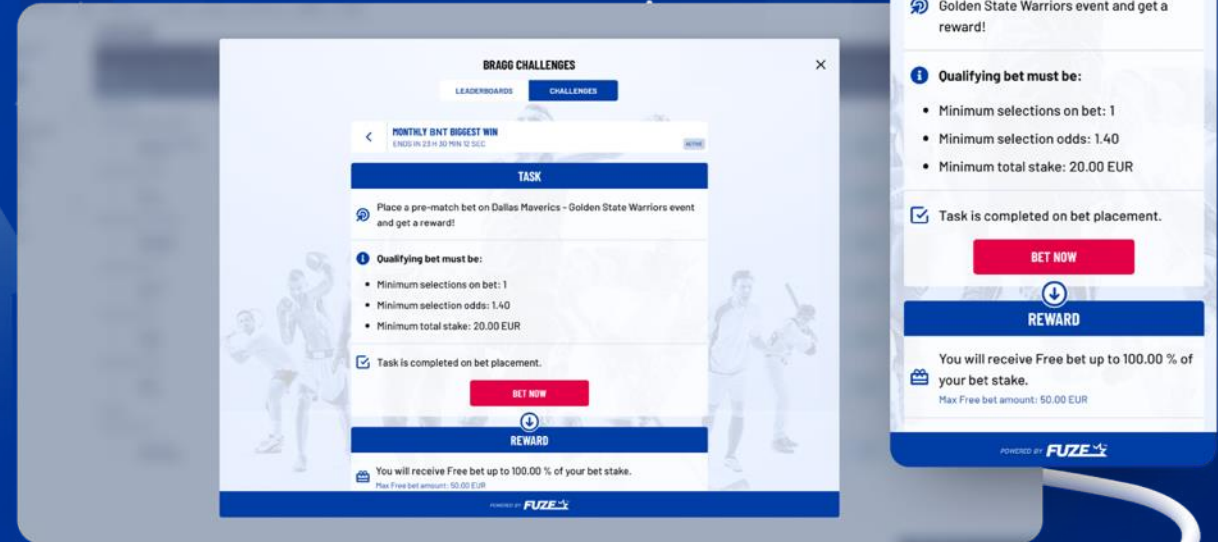 BRAGG CHALLENGES
LEADERBOARDS
CHALLENGES
MONTHLY BNT BIGGEST WIN
ENDS IN 23 H 30 MIN 12 SEC
ACTIVE
TASK
Place a pre-match bet on Dallas Maverics - Golden State Warriors event
and get a reward!
Qualifying bet must be:
• Minimum selections on bet: 1
• Minimum selection odds: 1.40
• Minimum total stake: 20.00 EUR
Task is completed on bet placement.
BET NOW
REWARD
You will receive Free bet up to 100.00 % of your bet stake.
Max Free bet amount: 50.00 EUR
POWERED BY FUZE
Golden State Warriors event and get a
reward!
Qualifying bet must be:
• Minimum selections on bet: 1
• Minimum selection odds: 1.40
• Minimum total stake: 20.00 EUR
Task is completed on bet placement.
BET NOW
REWARD
You will receive Free bet up to 100.00 % of
your bet stake.
Max Free bet amount: 50.00 EUR
POWERED BY FUZE